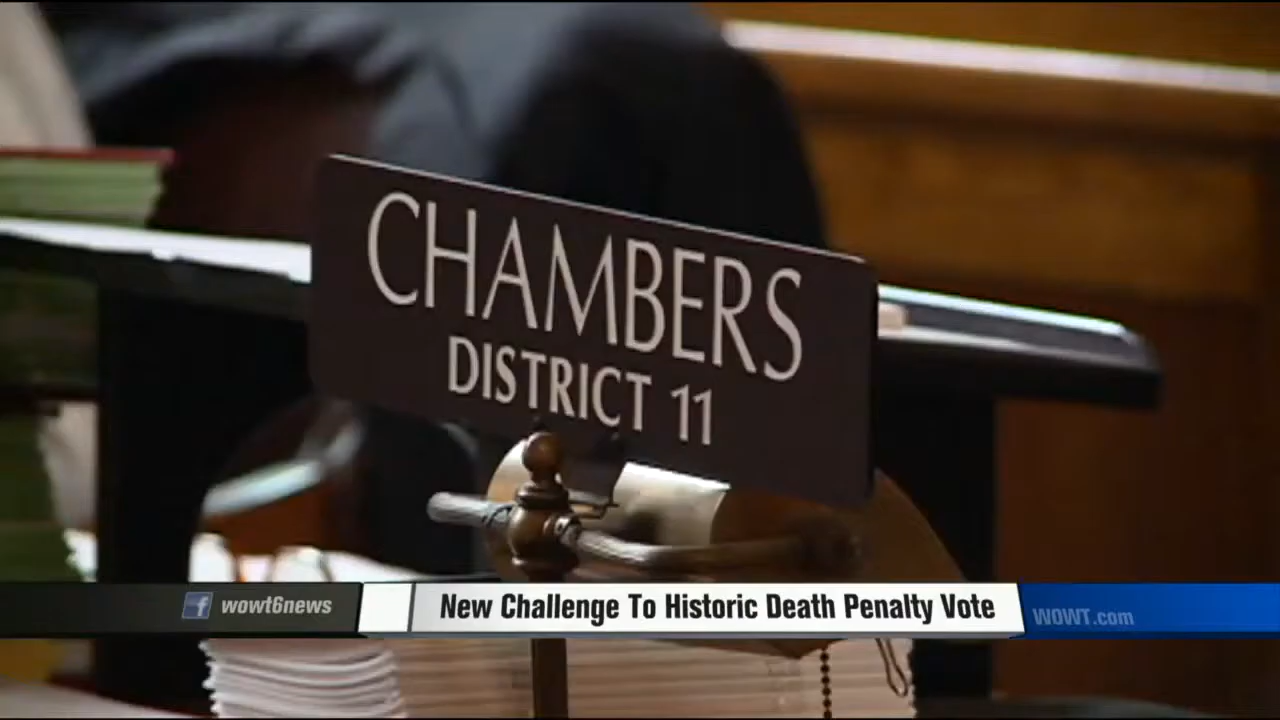 CHAMBERS
DISTRICT 11
wowt6news
New Challenge To Historic Death Penalty Vote
WOWT.com